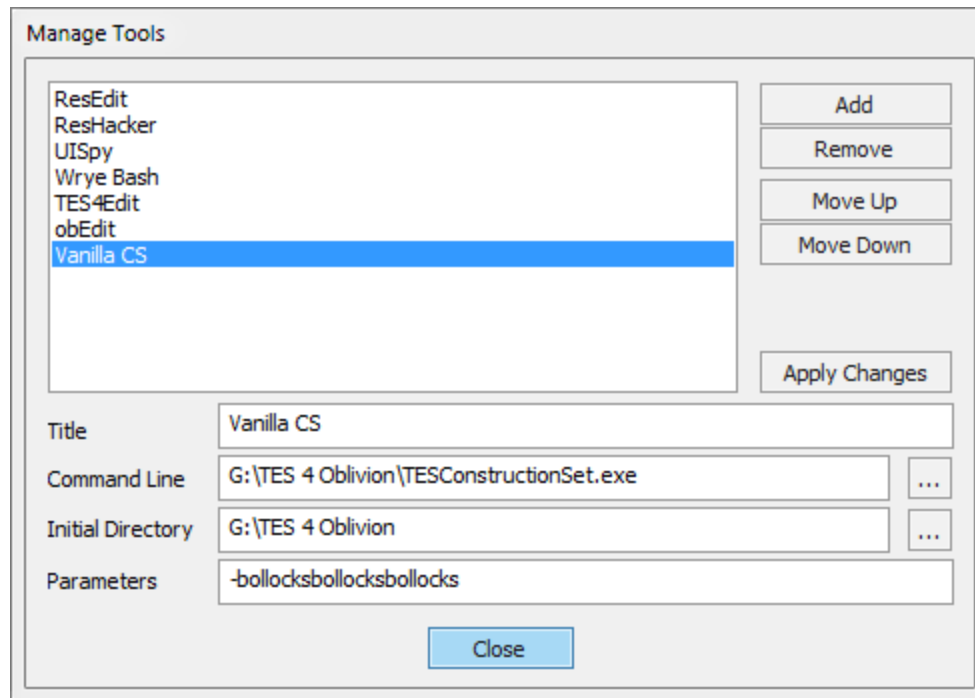 Manage Tools
ResEdit
ResHacker
UISpy
Wrye Bash
TES4Edit
obEdit
Vanilla CS
Add
Remove
Move Up
Move Down
Apply Changes
Title Vanilla CS
Command Line G:\TES 4 Oblivion\TESConstructionSet.exe ...
Initial Directory G:\TES 4 Oblivion ...
Parameters -bollocksbollocksbollocks
Close